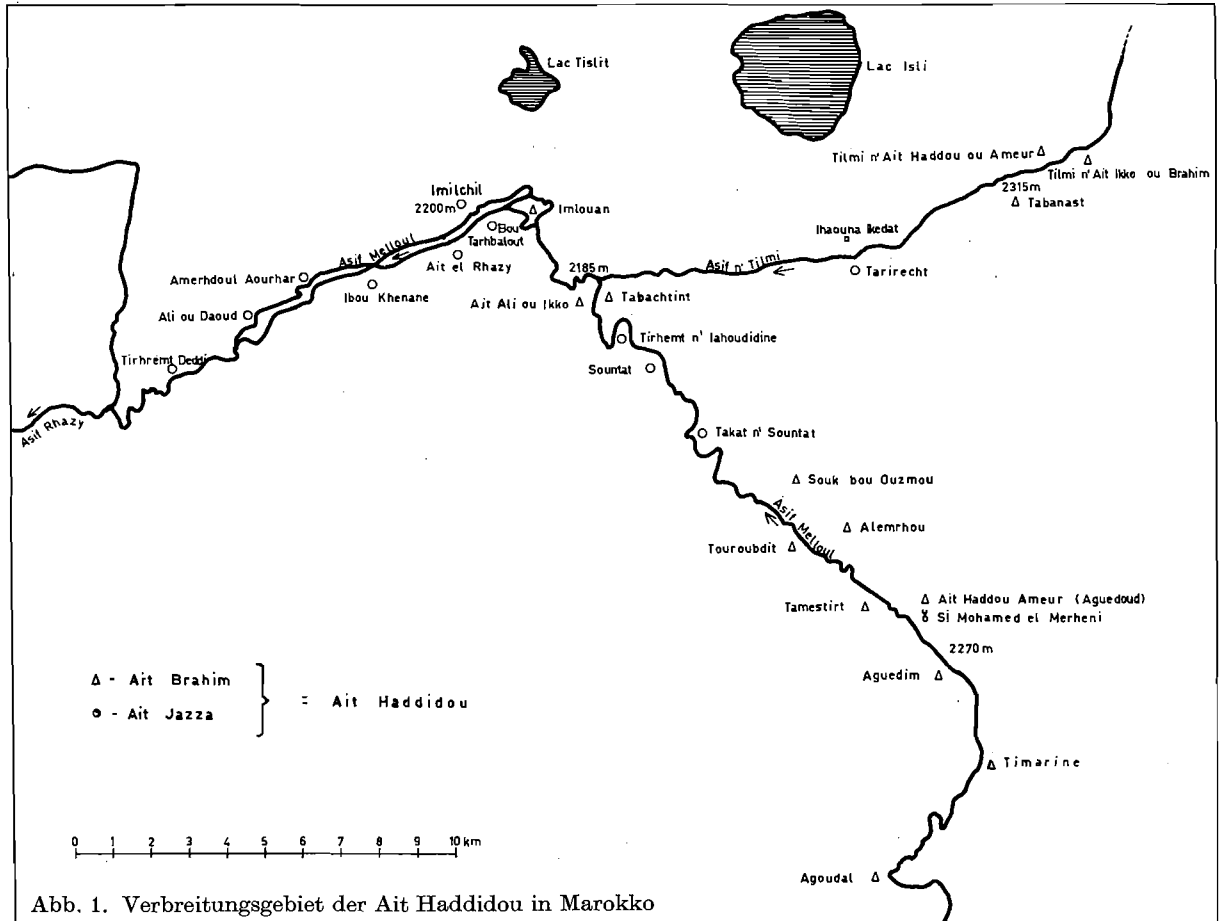 Lac Tislit
Lac Isli
Tilmi n'Ait Haddou ou Ameur
Tilmi n'Ait Ikko ou Brahim
2315m
Tabanast
Imilchil
2200m
Imlouan
Bou
Tarhbalout
Ihaouna Ikedat
Asif Melloul
Ait el Rhazy
2185m
Asif n'Tilmi
Tarirecht
Amerhdoul Aourhar
Ibou Khenane
Ait Ali ou Ikko
Tabachtint
Ali ou Daoud
Tirhemt n' Iahoudidine
Tirhremt Deddi
Sountat
Asif Rhazy
Takat n' Sountat
Souk bou Ouzmou
Asif Melloul
Alemrhou
Touroubdit
Tamestirt
Ait Haddou Ameur (Aguedoud)
Si Mohamed el Merheni
2270m
Aguedim
Δ - Ait Brahim
o - Ait Jazza
= Ait Haddidou
Timarine
0 1 2 3 4 5 6 7 8 9 10 km
Agoudal
Abb. 1. Verbreitungsgebiet der Ait Haddidou in Marokko